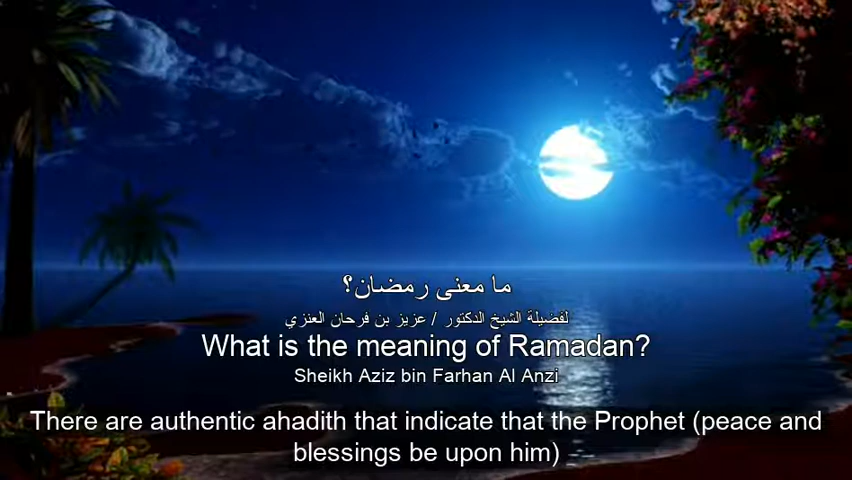 ما معنى رمضان؟
لفضيلة الشيخ الدكتور / عزيز بن فرحان العنزي
What is the meaning of Ramadan?
Sheikh Aziz bin Farhan Al Anzi
There are authentic ahadith that indicate that the Prophet (peace and
blessings be upon him)